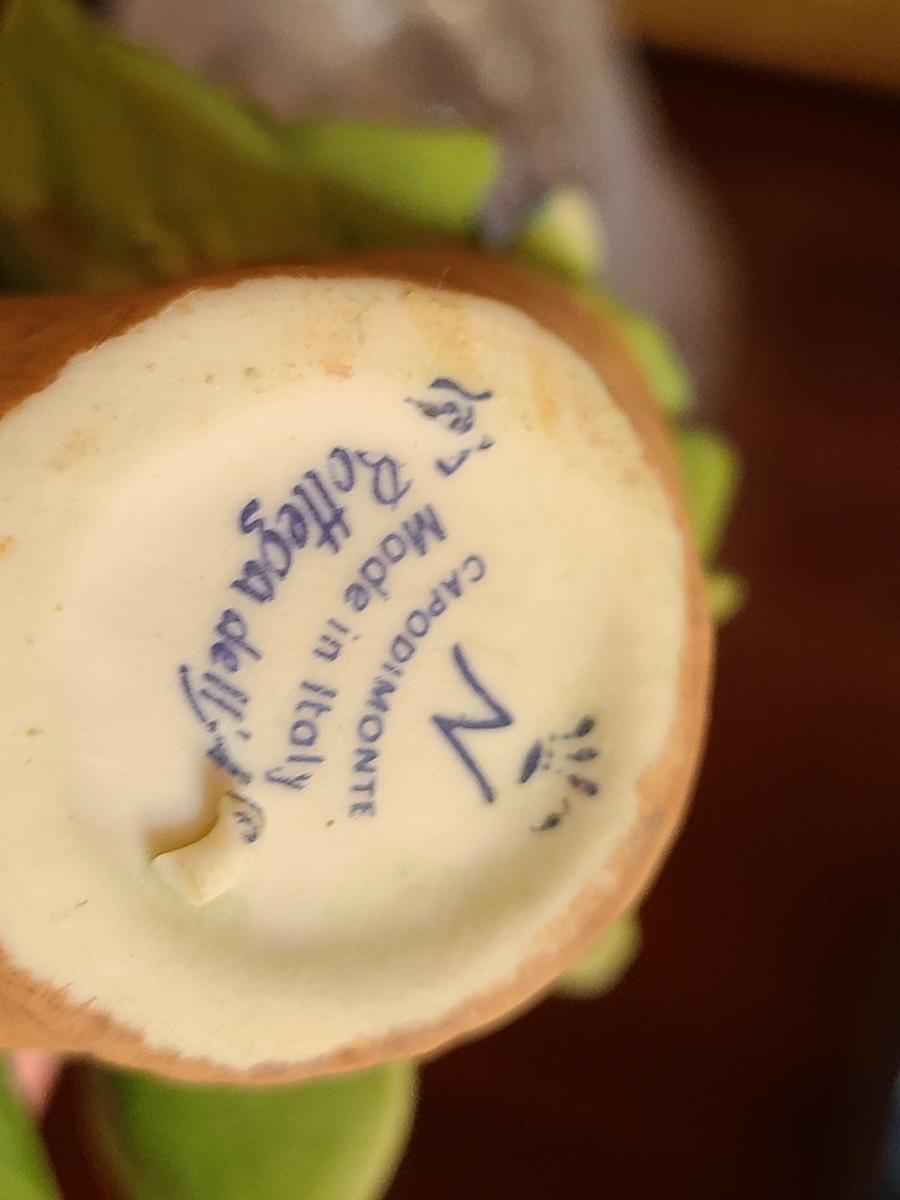 N
CAPODIMONTE
Made in Italy
Bottega dell'